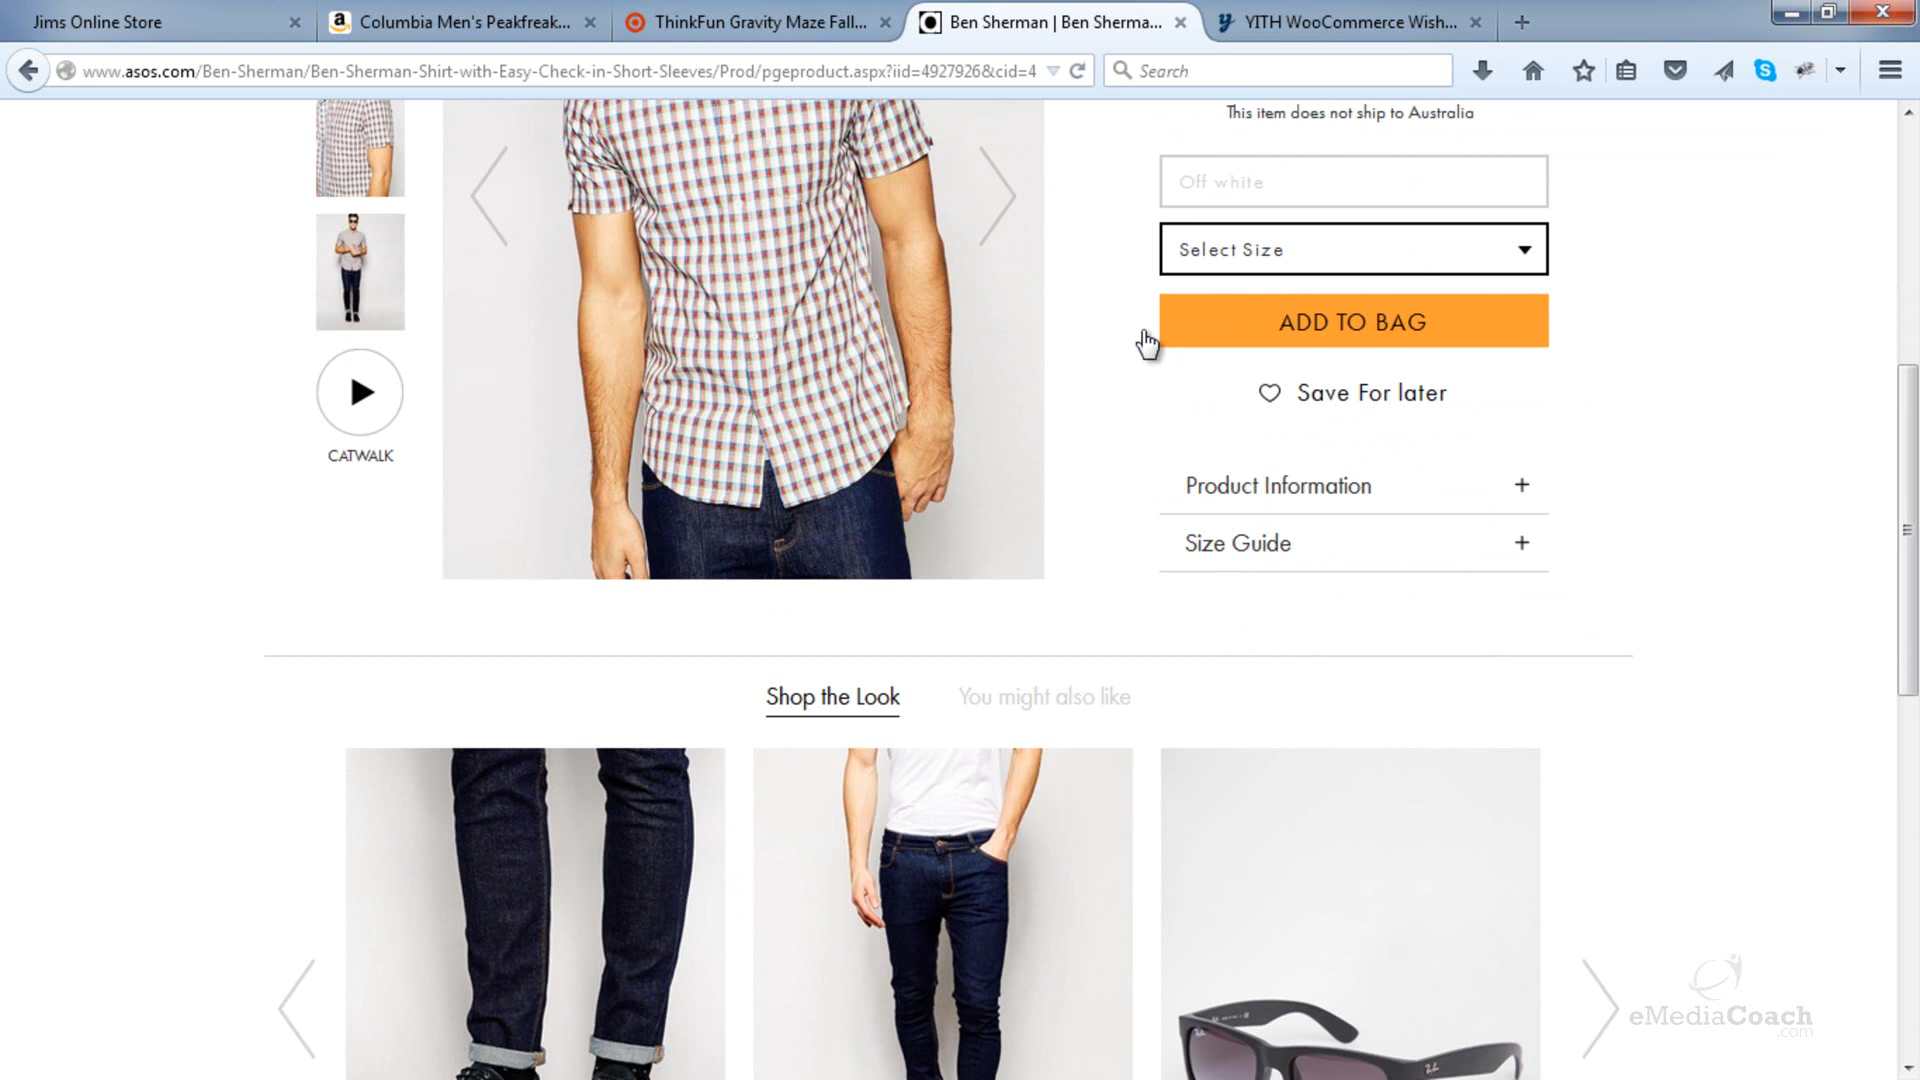 Jims Online Store
Columbia Men's Peakfreak...
ThinkFun Gravity Maze Fall...
Ben Sherman | Ben Sherma...
YITH WooCommerce Wish...
www.asos.com/Ben-Sherman/Ben-Sherman-Shirt-with-Easy-Check-in-Short-Sleeves/Prod/pgeproduct.aspx?iid=4927926&cid=4
Search
This item does not ship to Australia
Off white
Select Size
ADD TO BAG
Save For later
CATWALK
Product Information
Size Guide
Shop the Look
You might also like
Ray-Ban
eMediaCoach
.com